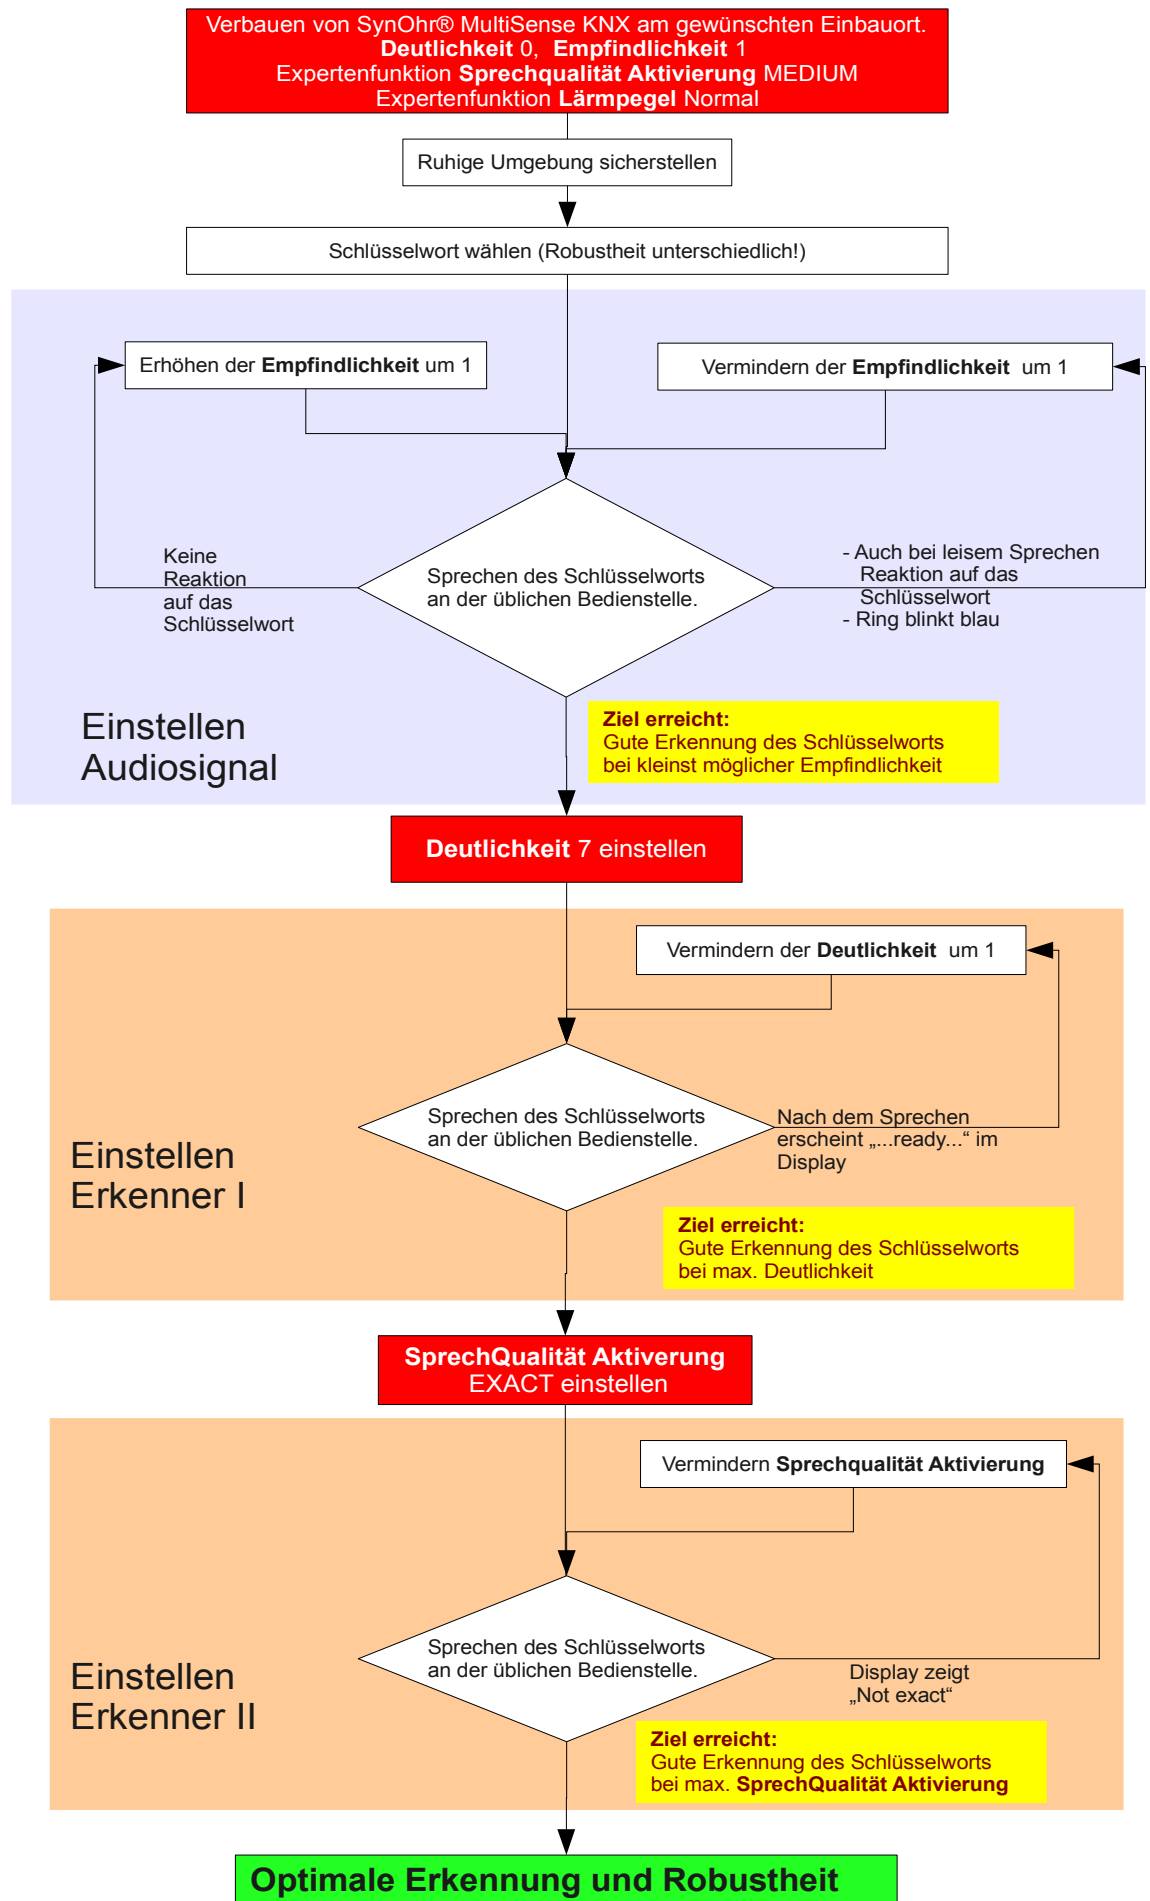 Verbauen von SynOhr® MultiSense KNX am gewünschten Einbauort.
Deutlichkeit 0, Empfindlichkeit 1
Expertenfunktion Sprechqualität Aktivierung MEDIUM
Expertenfunktion Lärmpegel Normal
Ruhige Umgebung sicherstellen
Schlüsselwort wählen (Robustheit unterschiedlich!)
Erhöhen der Empfindlichkeit um 1
Vermindern der Empfindlichkeit um 1
Keine
Reaktion
auf das
Schlüsselwort
Sprechen des Schlüsselworts
an der üblichen Bedienstelle.
- Auch bei leisem Sprechen
Reaktion auf das
Schlüsselwort
- Ring blinkt blau
Einstellen
Audiosignal
Ziel erreicht:
Gute Erkennung des Schlüsselworts
bei kleinst möglicher Empfindlichkeit
Deutlichkeit 7 einstellen
Vermindern der Deutlichkeit um 1
Sprechen des Schlüsselworts
an der üblichen Bedienstelle.
Nach dem Sprechen
erscheint „...ready...“ im
Display
Einstellen
Erkenner I
Ziel erreicht:
Gute Erkennung des Schlüsselworts
bei max. Deutlichkeit
SprechQualität Aktiverung
EXACT einstellen
Vermindern Sprechqualität Aktivierung
Sprechen des Schlüsselworts
an der üblichen Bedienstelle.
Display zeigt
„Not exact“
Einstellen
Erkenner II
Ziel erreicht:
Gute Erkennung des Schlüsselworts
bei max. SprechQualität Aktivierung
Optimale Erkennung und Robustheit